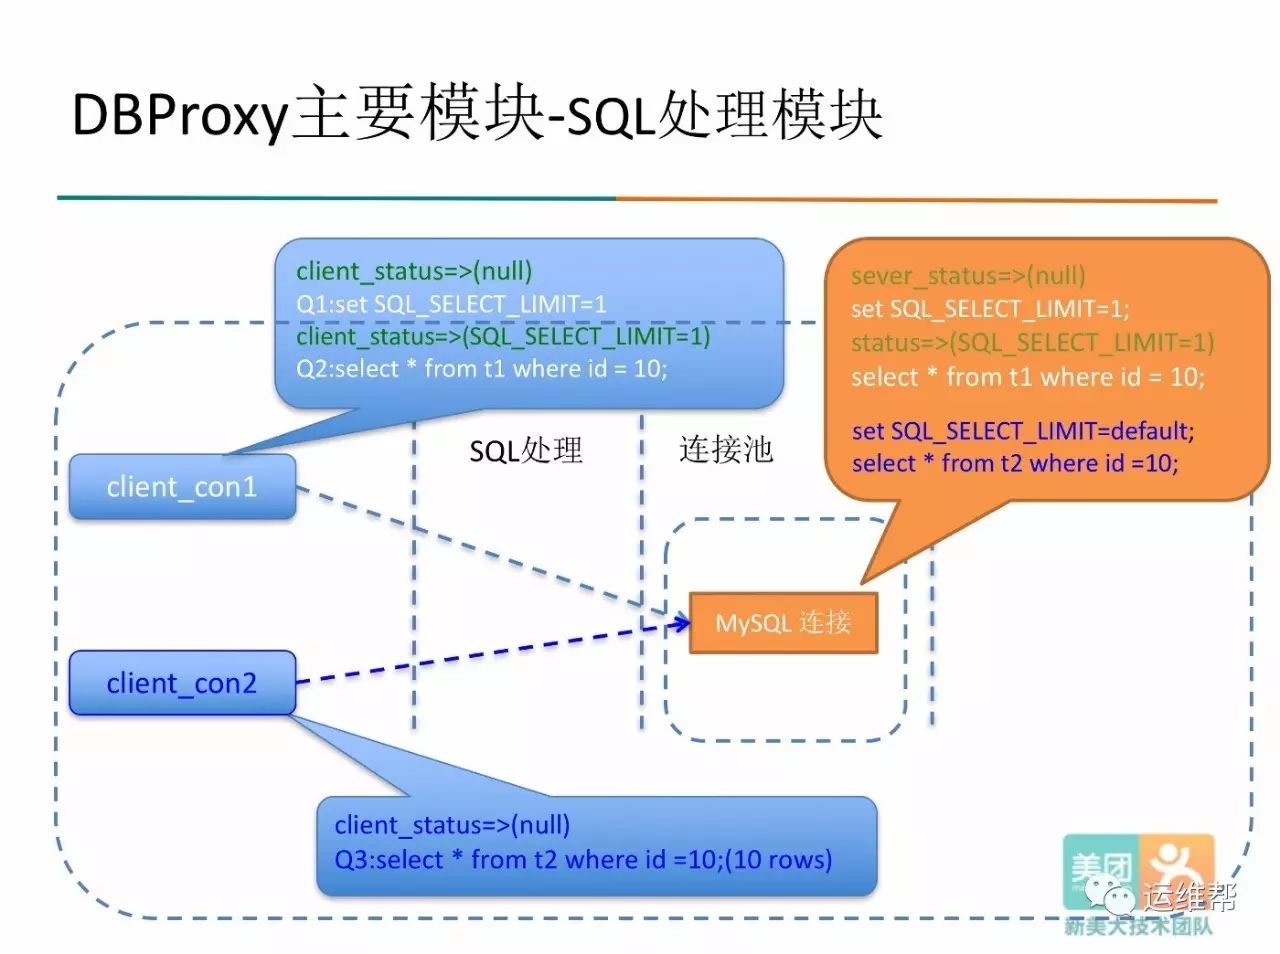 DBProxy主要模块-SQL处理模块
client_status=>(null)
Q1:set SQL_SELECT_LIMIT=1
client_status=>(SQL_SELECT_LIMIT=1)
Q2:select * from t1 where id = 10;
sever_status=>(null)
set SQL_SELECT_LIMIT=1;
status=>(SQL_SELECT_LIMIT=1)
select * from t1 where id = 10;
set SQL_SELECT_LIMIT=default;
select * from t2 where id =10;
SQL处理
连接池
client_con1
MySQL 连接
client_con2
client_status=>(null)
Q3:select * from t2 where id =10;(10 rows)
美团
运维帮
新美大技术团队